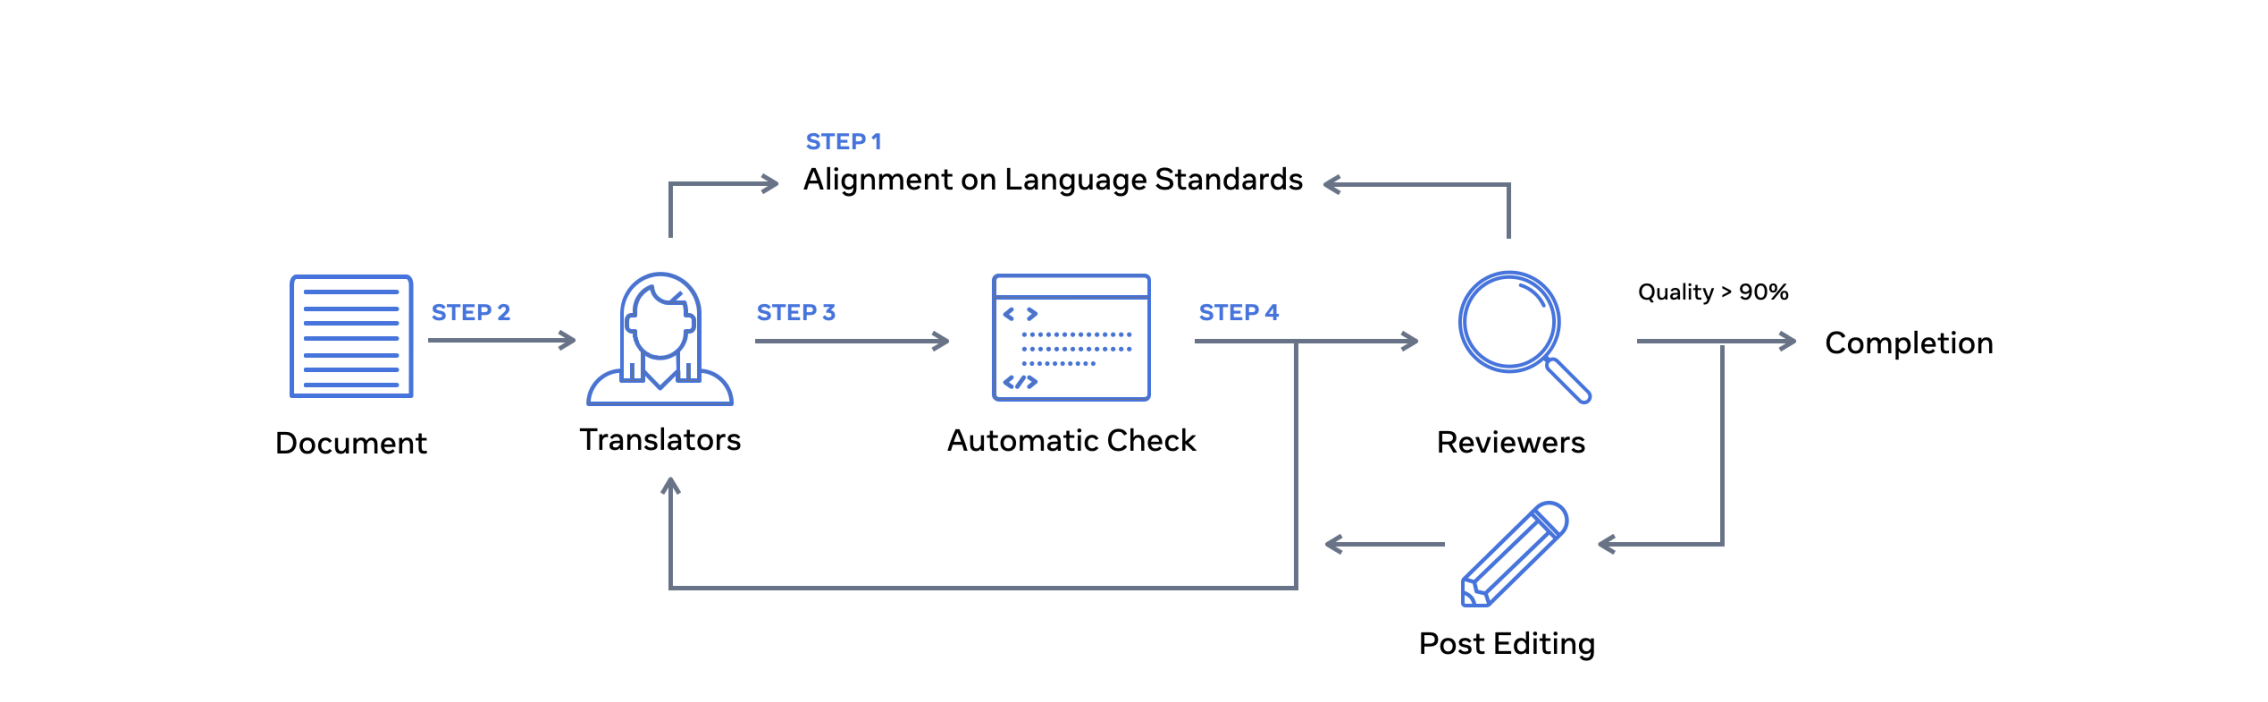 STEP 1
Alignment on Language Standards
STEP 2
STEP 3
STEP 4
Quality > 90%
Completion
Document
Translators
Automatic Check
Reviewers
Post Editing